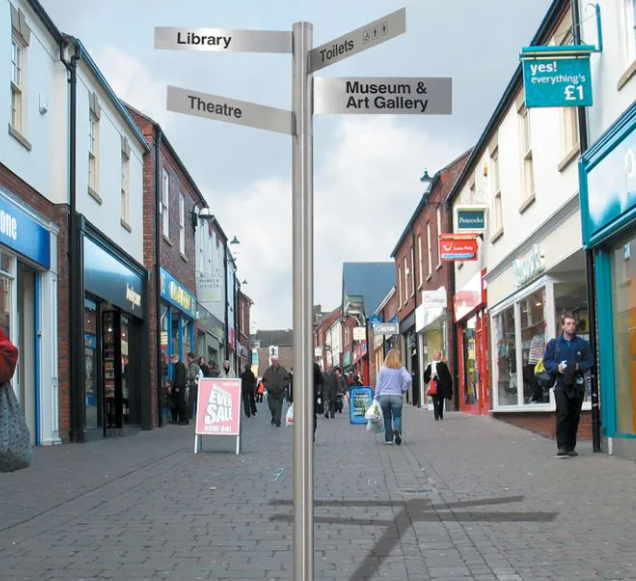 Library
Toilets
Theatre
Museum &
Art Gallery
yes!
everything's
£1
Peacocks
EVER
SALE
NOW ON!